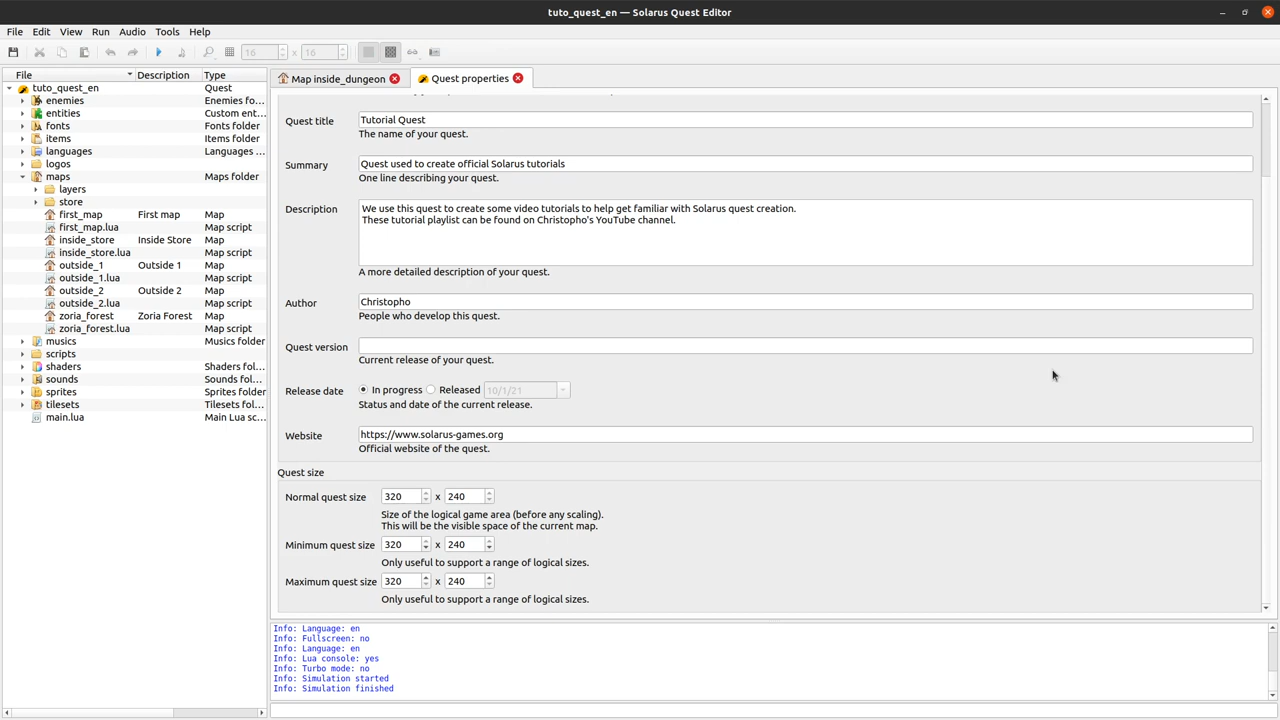 tuto_quest_en — Solarus Quest Editor
File Edit View Run Audio Tools Help
16 x 16
File Description Type
tuto_quest_en Quest
enemies Enemies fo...
entities Custom ent...
fonts Fonts folder
items Items folder
languages Languages ...
logos
maps Maps folder
layers
store
first_map First map Map
first_map.lua Map script
inside_store Inside Store Map
inside_store.lua Map script
outside_1 Outside 1 Map
outside_1.lua Map script
outside_2 Outside 2 Map
outside_2.lua Map script
zoria_forest Zoria Forest Map
zoria_forest.lua Map script
musics Musics folder
scripts
shaders Shaders fol...
sounds Sounds fol...
sprites Sprites folder
tilesets Tilesets fol...
main.lua Main Lua sc...
Map inside_dungeon Quest properties
Quest title Tutorial Quest
The name of your quest.
Summary Quest used to create official Solarus tutorials
One line describing your quest.
Description We use this quest to create some video tutorials to help get familiar with Solarus quest creation.
These tutorial playlist can be found on Christopho's YouTube channel.
A more detailed description of your quest.
Author Christopho
People who develop this quest.
Quest version
Current release of your quest.
Release date In progress Released 10/1/21
Status and date of the current release.
Website https://www.solarus-games.org
Official website of the quest.
Quest size
Normal quest size 320 x 240
Size of the logical game area (before any scaling).
This will be the visible space of the current map.
Minimum quest size 320 x 240
Only useful to support a range of logical sizes.
Maximum quest size 320 x 240
Only useful to support a range of logical sizes.
Info: Language: en
Info: Fullscreen: no
Info: Language: en
Info: Lua console: yes
Info: Turbo mode: no
Info: Simulation started
Info: Simulation finished